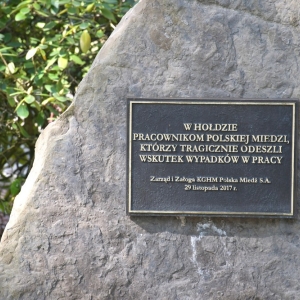 W HOŁDZIE
PRACOWNIKOM POLSKIEJ MIEDZI,
KTÓRZY TRAGICZNIE ODESZLI
WSKUTEK WYPADKÓW W PRACY
Zarząd i Załoga KGHM Polska Miedź S.A.
29 listopada 2017 r.